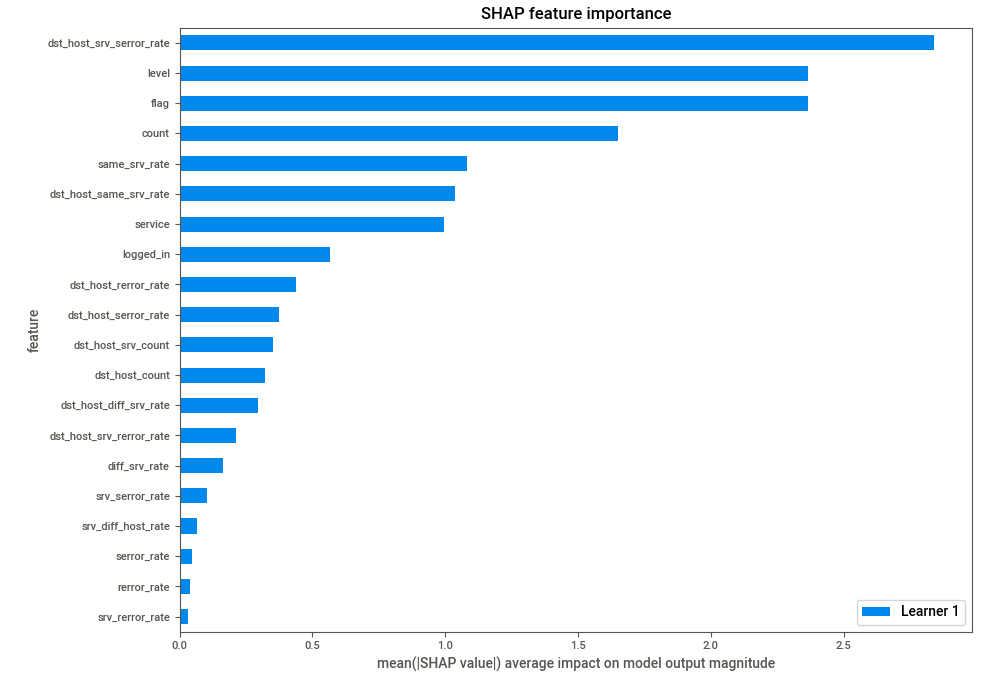 SHAP feature importance
dst_host_srv_serror_rate
level
flag
count
same_srv_rate
dst_host_same_srv_rate
service
logged_in
dst_host_rerror_rate
dst_host_serror_rate
dst_host_srv_count
dst_host_count
dst_host_diff_srv_rate
dst_host_srv_rerror_rate
diff_srv_rate
srv_serror_rate
srv_diff_host_rate
serror_rate
rerror_rate
srv_rerror_rate
feature
Learner 1
0.0 0.5 1.0 1.5 2.0 2.5
mean(|SHAP value|) average impact on model output magnitude